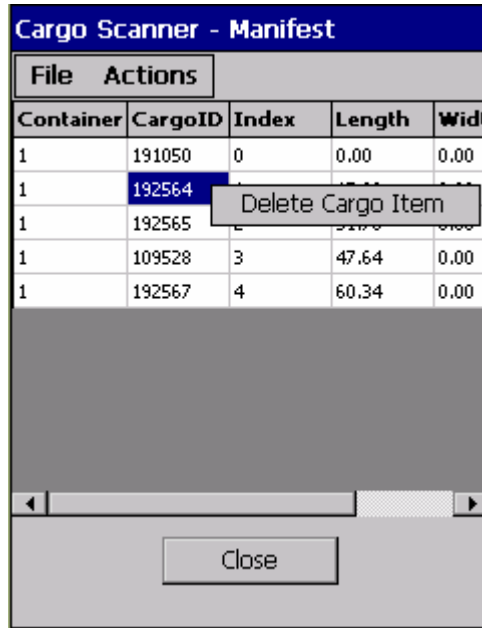 Cargo Scanner - Manifest
File Actions
Container CargoID Index Length
1 191050 0 0.00 0.00
1 192564
Delete Cargo Item
1 192565
1 109528 3 47.64 0.00
1 192567 4 60.34 0.00
Close